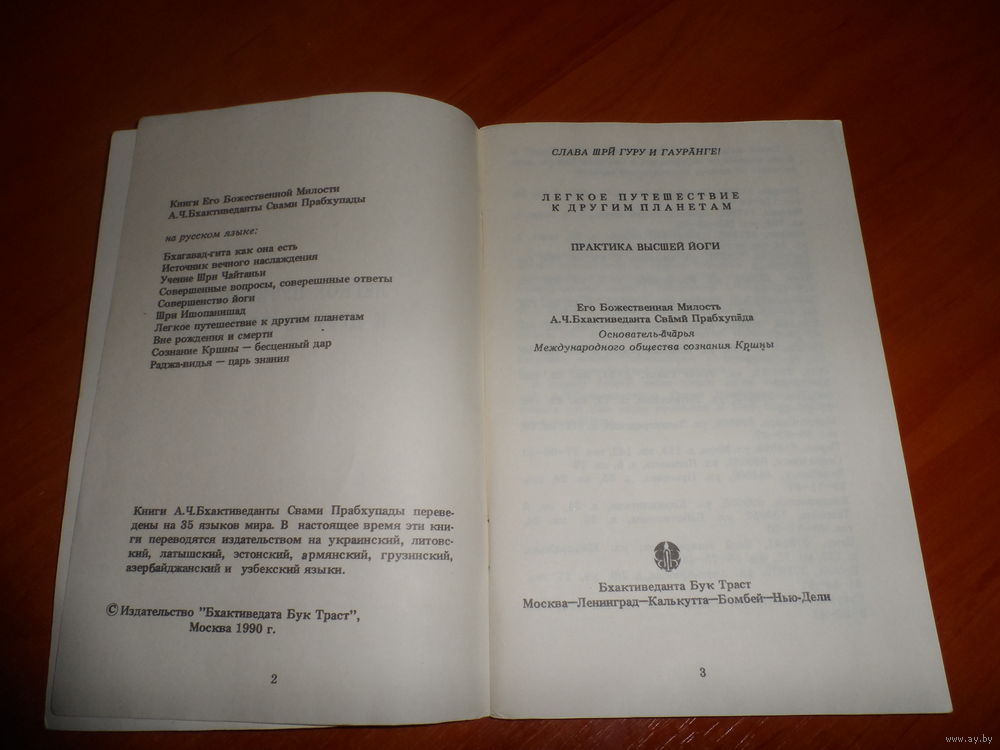 Книги Его Божественной Милости
А.Ч.Бхактиведанты Свами Прабхупады
на русском языке:
Бхагавад-гита как она есть
Источник вечного наслаждения
Учение Шри Чайтаньи
Совершенные вопросы, соверешнные ответы
Совершенство йоги
Шри Ишопанишад
Легкое путешествие к другим планетам
Вне рождения и смерти
Сознание Кршны — бесценный дар
Раджа-видья — царь знания
Книги А.Ч.Бхактиведанты Свами Прабхупады переве-
дены на 35 языков мира. В настоящее время эти кни-
ги переводятся издательством на украинский, литовс-
кий, латышский, эстонский, армянский, грузинский,
азербайджанский и узбекский языки.
© Издательство "Бхактиведата Бук Траст",
Москва 1990 г.
2
СЛАВА ШРӢ ГУРУ И ГАУРА̄НГЕ!
ЛЕГКОЕ ПУТЕШЕСТВИЕ
К ДРУГИМ ПЛАНЕТАМ
ПРАКТИКА ВЫСШЕЙ ЙОГИ
Его Божественная Милость
А.Ч.Бхактиведанта Сва̄мӣ Прабхупа̄да
Основатель-а̄ча̄рья
Международного общества сознания Кр̣шн̣ы
Бхактиведанта Бук Траст
Москва—Ленинград—Калькутта—Бомбей—Нью-Дели
3
www.ay.by